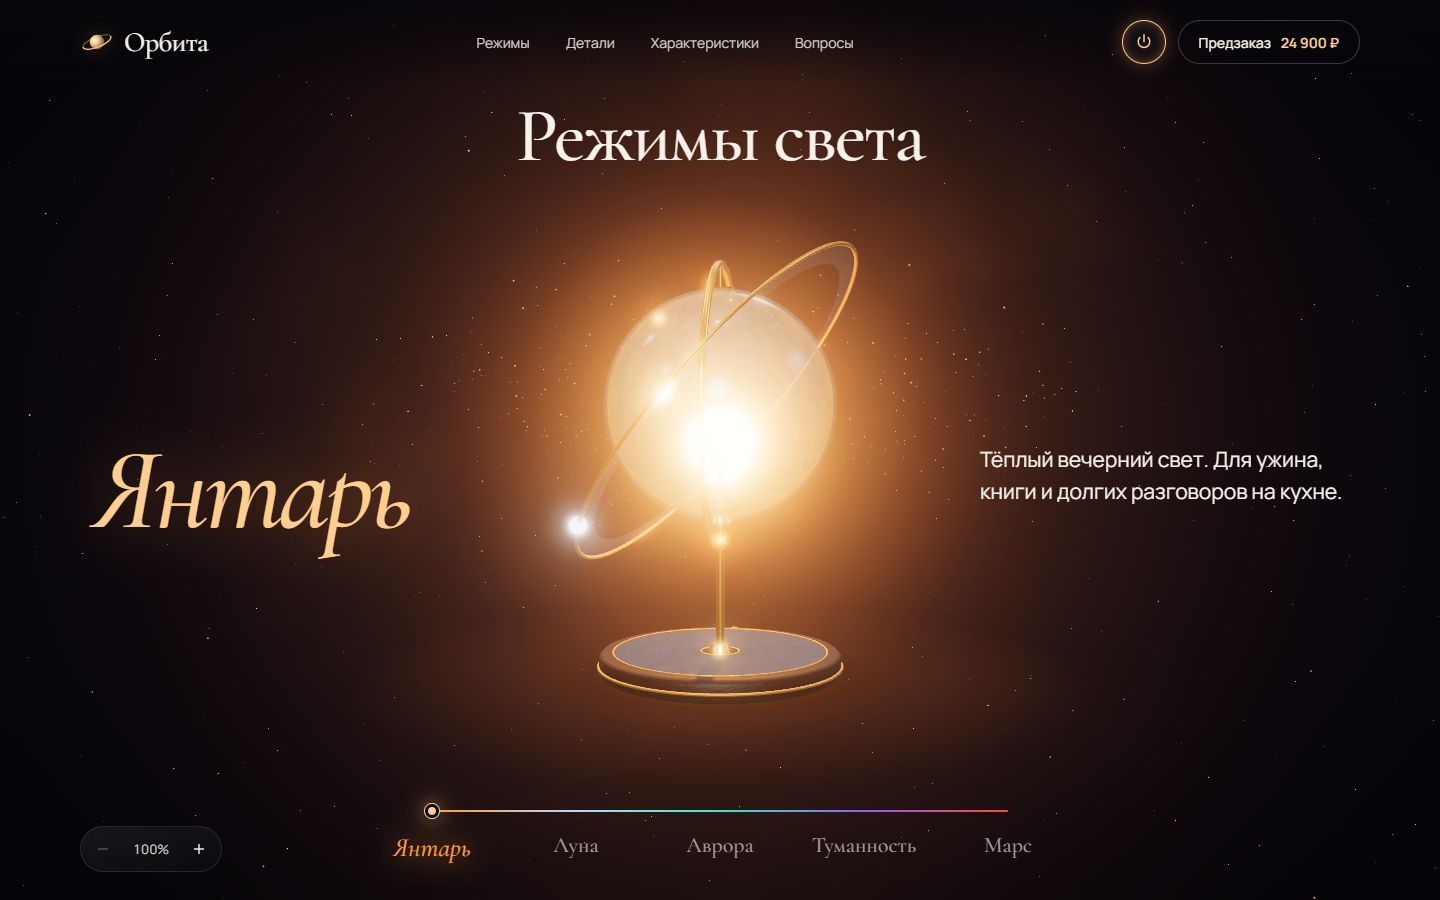 Орбита
Режимы
Детали
Характеристики
Вопросы
Предзаказ 24 900 ₽
Режимы света
Янтарь
Тёплый вечерний свет. Для ужина,
книги и долгих разговоров на кухне.
− 100% +
Янтарь
Луна
Аврора
Туманность
Марс